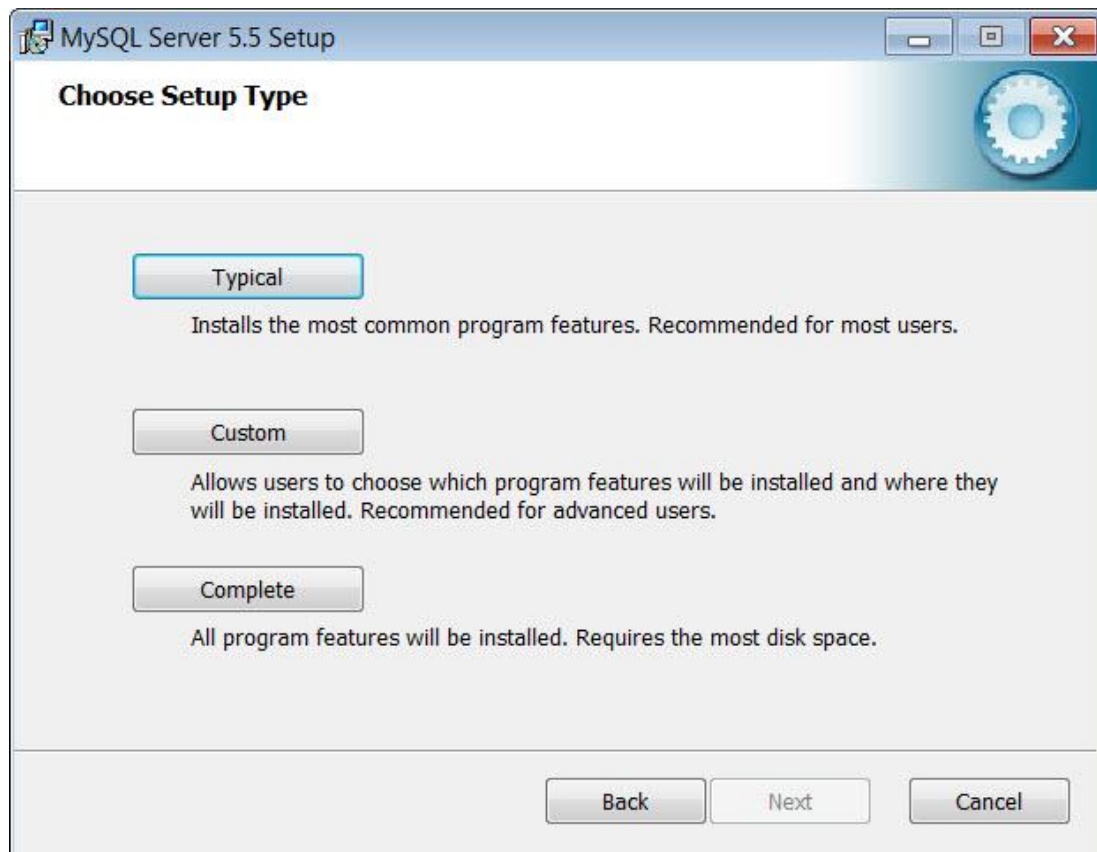 MySQL Server 5.5 Setup
Choose Setup Type
Typical
Installs the most common program features. Recommended for most users.
Custom
Allows users to choose which program features will be installed and where they
will be installed. Recommended for advanced users.
Complete
All program features will be installed. Requires the most disk space.
Back Next Cancel